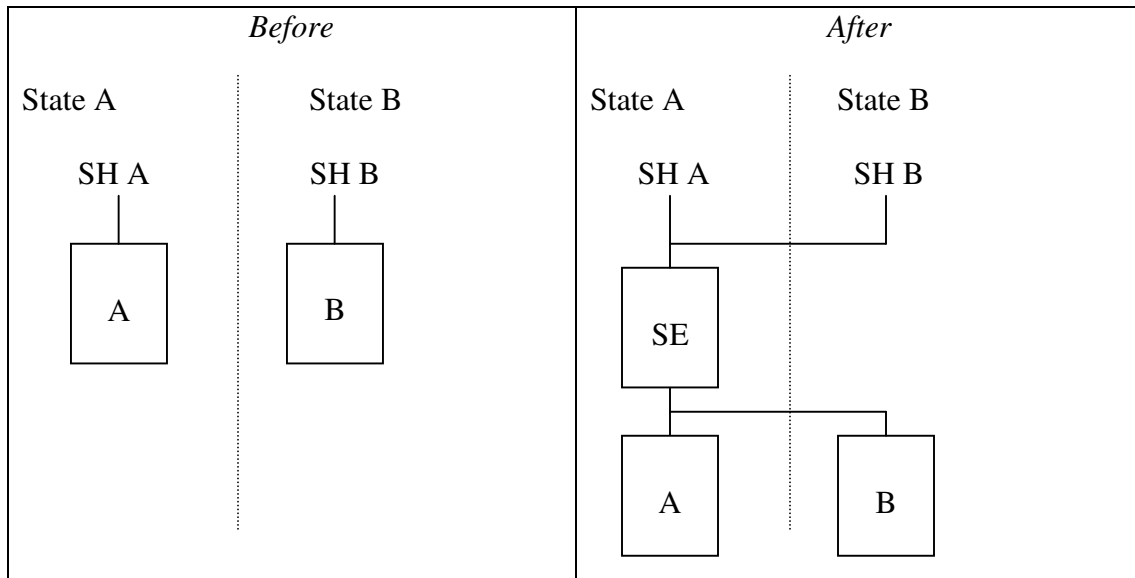 Before
State A State B
SH A SH B
A B
After
State A State B
SH A SH B
SE
A B